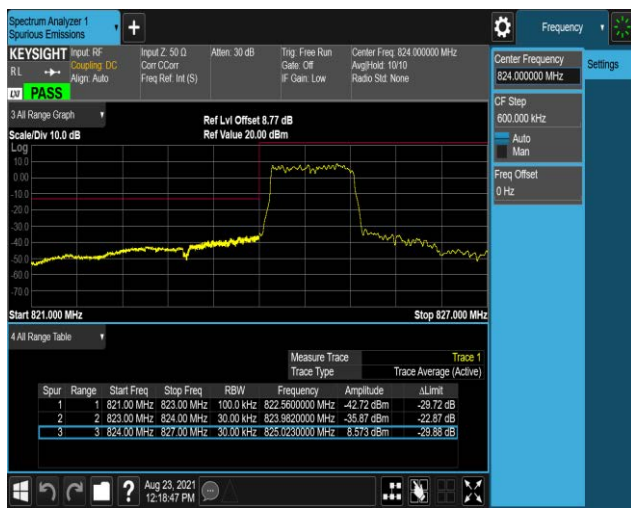 Spectrum Analyzer 1
Spurious Emissions
Frequency
KEYSIGHT
RL
Input: RF
Coupling: DC
Align: Auto
Input Z: 50 Ω
Corr CCorr
Freq Ref: Int (S)
Atten: 30 dB
Trig: Free Run
Gate: Off
IF Gain: Low
Center Freq: 824.000000 MHz
Avg|Hold: 10/10
Radio Std: None
LXI PASS
Center Frequency
824.000000 MHz
Settings
CF Step
600.000 kHz
Auto
Man
Freq Offset
0 Hz
3 All Range Graph
Ref Lvl Offset 8.77 dB
Scale/Div 10.0 dB
Ref Value 20.00 dBm
Log
10.0
0.00
-10.0
-20.0
-30.0
-40.0
-50.0
-60.0
-70.0
Start 821.000 MHz
Stop 827.000 MHz
4 All Range Table
Measure Trace Trace 1
Trace Type Trace Average (Active)
Spur Range Start Freq Stop Freq RBW Frequency Amplitude ΔLimit
1 1 821.00 MHz 823.00 MHz 100.0 kHz 822.5600000 MHz -42.72 dBm -29.72 dB
2 2 823.00 MHz 824.00 MHz 30.00 kHz 823.9820000 MHz -35.87 dBm -22.87 dB
3 3 824.00 MHz 827.00 MHz 30.00 kHz 825.0230000 MHz 8.573 dBm -29.88 dB
?
Aug 23, 2021
12:18:47 PM